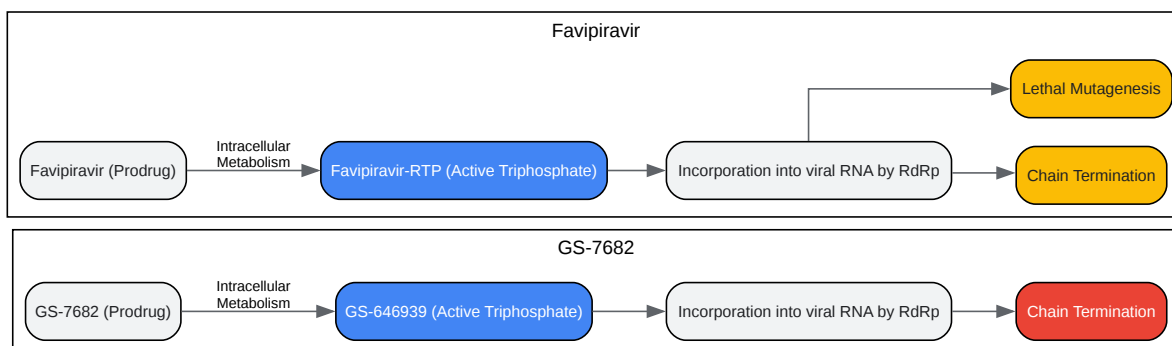 Favipiravir
Lethal Mutagenesis
Favipiravir (Prodrug)
Intracellular
Metabolism
Favipiravir-RTP (Active Triphosphate)
Incorporation into viral RNA by RdRp
Chain Termination
GS-7682
GS-7682 (Prodrug)
Intracellular
Metabolism
GS-646939 (Active Triphosphate)
Incorporation into viral RNA by RdRp
Chain Termination